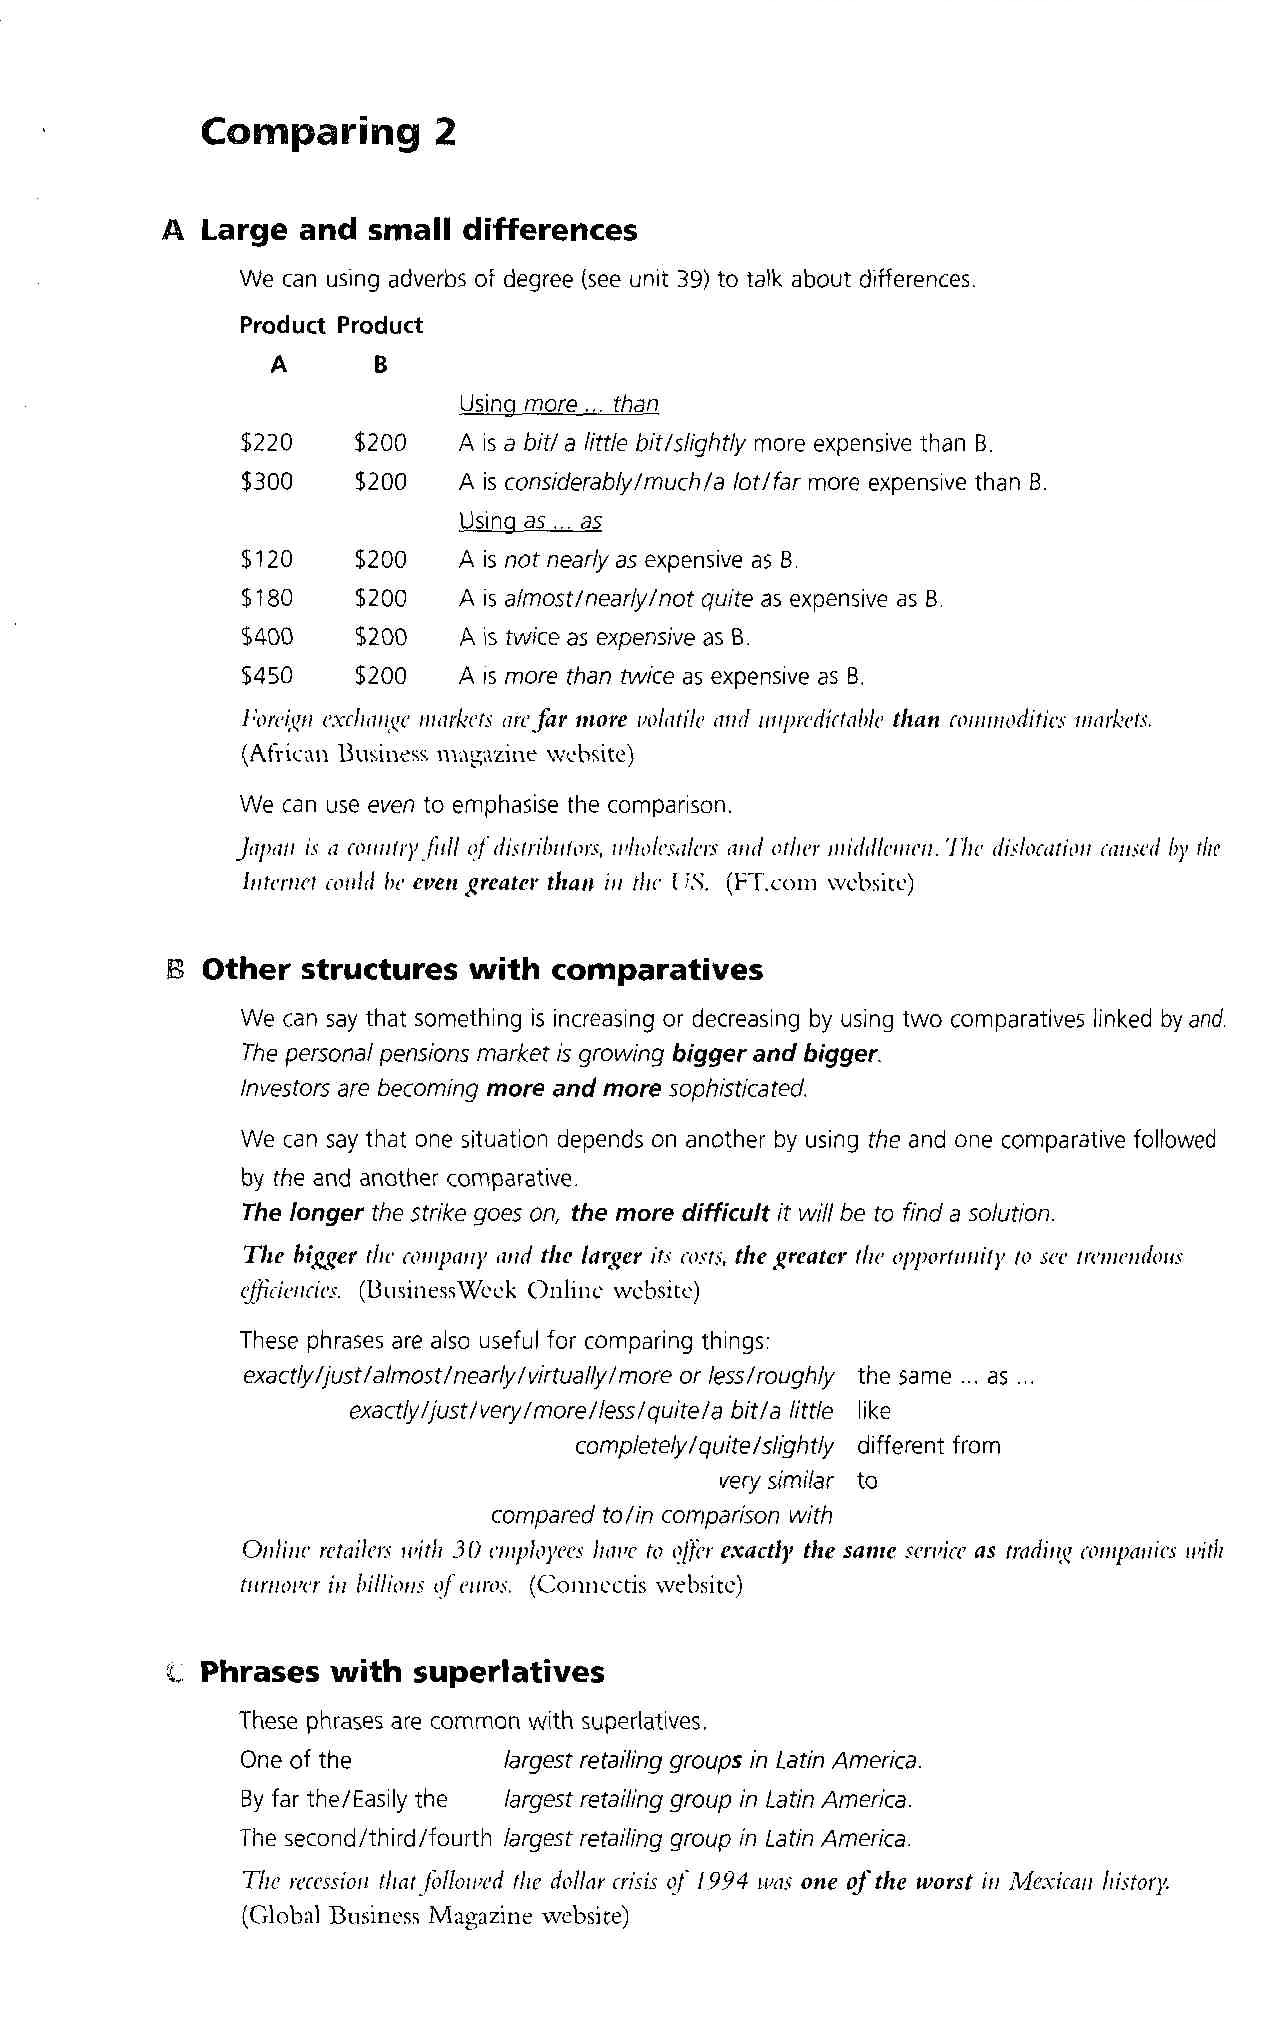 Comparing 2
A Large and small differences
We can using adverbs of degree (see unit 39) to talk about differences.
Product Product
A B
Using more ... than
$220 $200 A is a bit/ a little bit/slightly more expensive than B.
$300 $200 A is considerably/much/a lot/far more expensive than B.
Using as ... as
$120 $200 A is not nearly as expensive as B.
$180 $200 A is almost/nearly/not quite as expensive as B.
$400 $200 A is twice as expensive as B.
$450 $200 A is more than twice as expensive as B.
Foreign exchange markets are far more volatile and unpredictable than commodities markets.
(African Business magazine website)
We can use even to emphasise the comparison.
Japan is a country full of distributors, wholesalers and other middlemen. The dislocation caused by the
Internet could be even greater than in the US. (FT.com website)
B Other structures with comparatives
We can say that something is increasing or decreasing by using two comparatives linked by and.
The personal pensions market is growing bigger and bigger.
Investors are becoming more and more sophisticated.
We can say that one situation depends on another by using the and one comparative followed
by the and another comparative.
The longer the strike goes on, the more difficult it will be to find a solution.
The bigger the company and the larger its costs, the greater the opportunity to see tremendous
efficiencies. (BusinessWeek Online website)
These phrases are also useful for comparing things:
exactly/just/almost/nearly/virtually/more or less/roughly the same ... as ...
exactly/just/very/more/less/quite/a bit/a little like
completely/quite/slightly different from
very similar to
compared to/in comparison with
Online retailers with 30 employees have to offer exactly the same service as trading companies with
turnover in billions of euros. (Connectis website)
C Phrases with superlatives
These phrases are common with superlatives.
One of the largest retailing groups in Latin America.
By far the/Easily the largest retailing group in Latin America.
The second/third/fourth largest retailing group in Latin America.
The recession that followed the dollar crisis of 1994 was one of the worst in Mexican history.
(Global Business Magazine website)